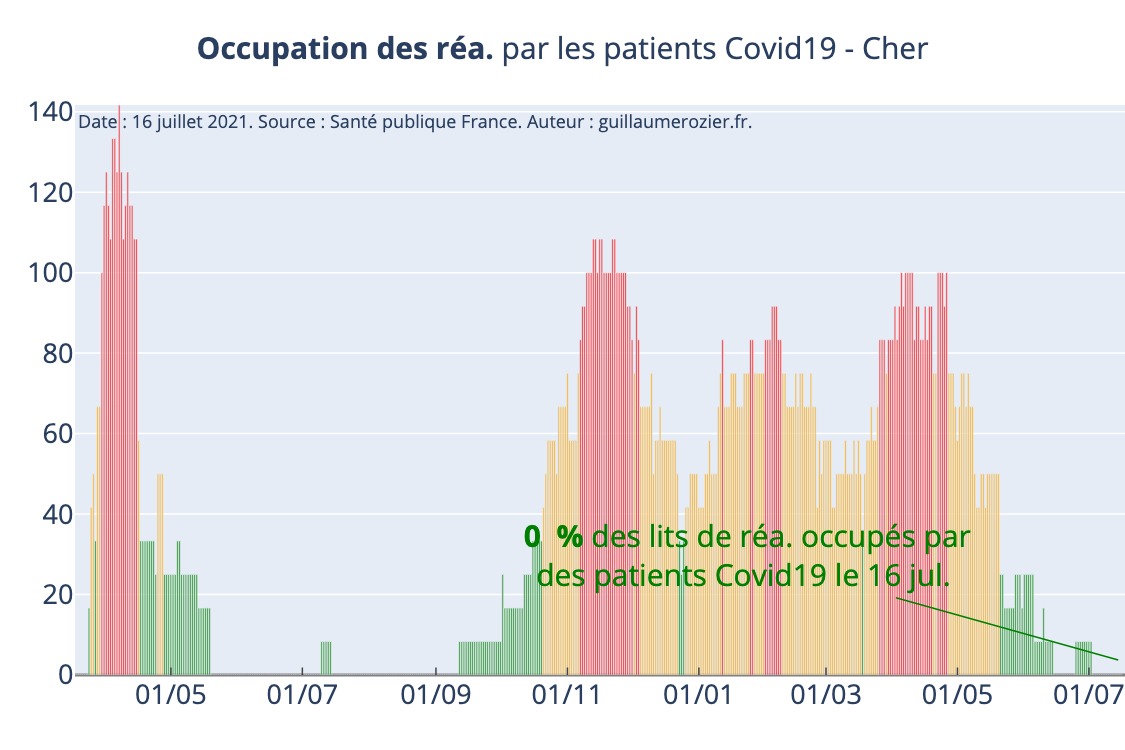 Occupation des réa. par les patients Covid19 - Cher
Date : 16 juillet 2021. Source : Santé publique France. Auteur : guillaumerozier.fr.
140
120
100
80
60
40
20
0
0 % des lits de réa. occupés par
des patients Covid19 le 16 jul.
01/05 01/07 01/09 01/11 01/01 01/03 01/05 01/07